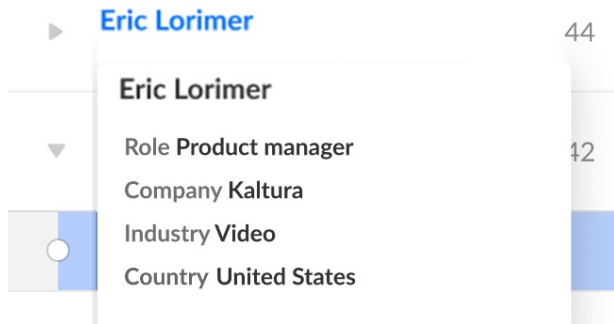 Eric Lorimer
44
Eric Lorimer
Role Product manager
42
Company Kaltura
Industry Video
Country United States